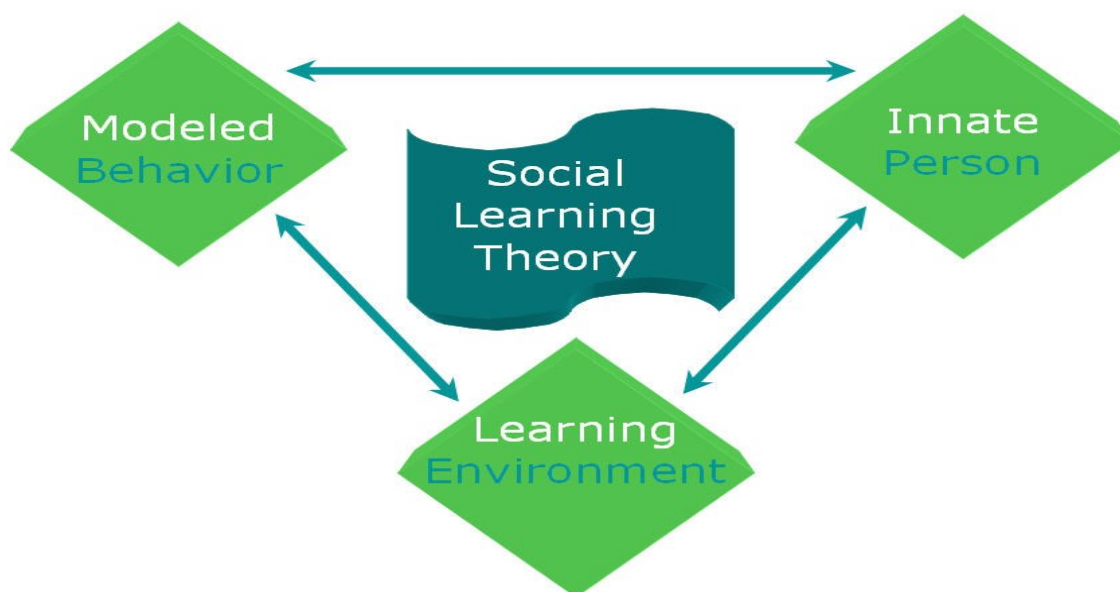 Modeled
Behavior
Innate
Person
Social
Learning
Theory
Learning
Environment